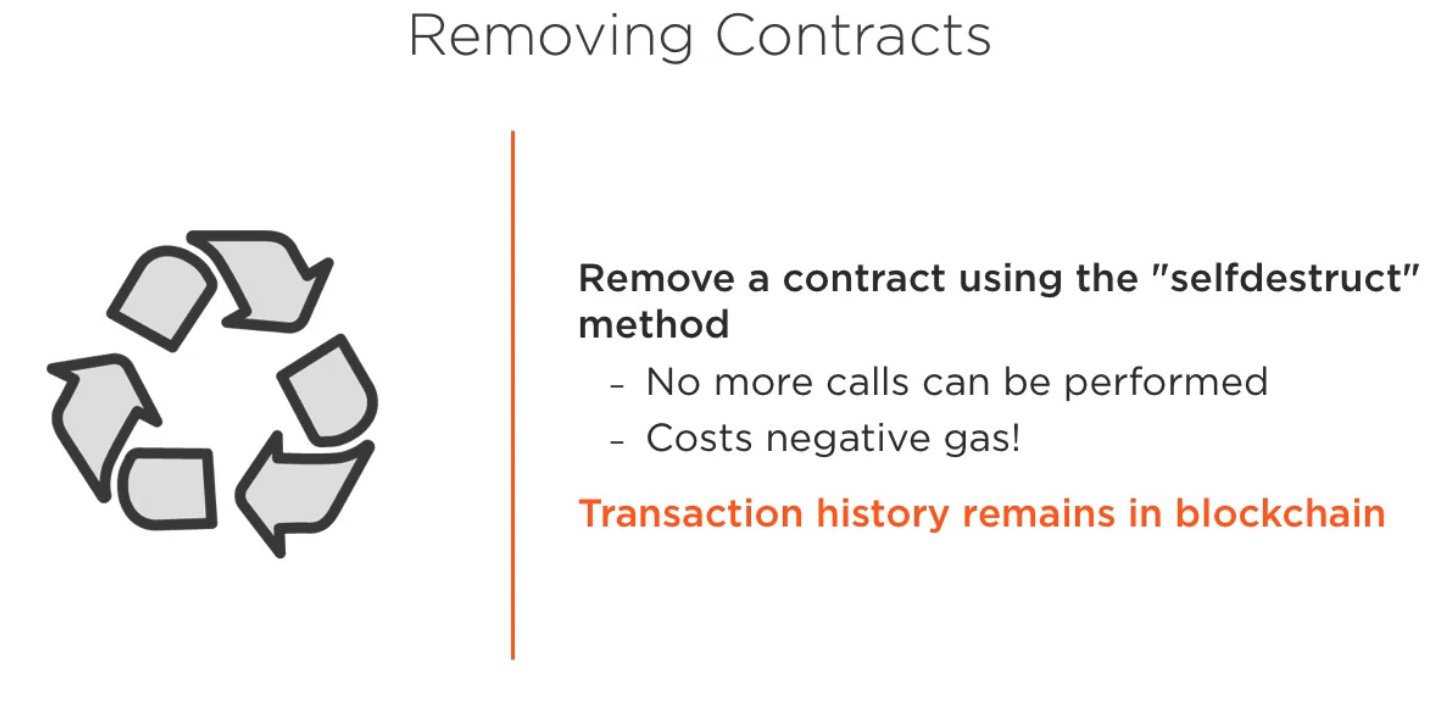 Removing Contracts
Remove a contract using the "selfdestruct"
method
- No more calls can be performed
- Costs negative gas!
Transaction history remains in blockchain